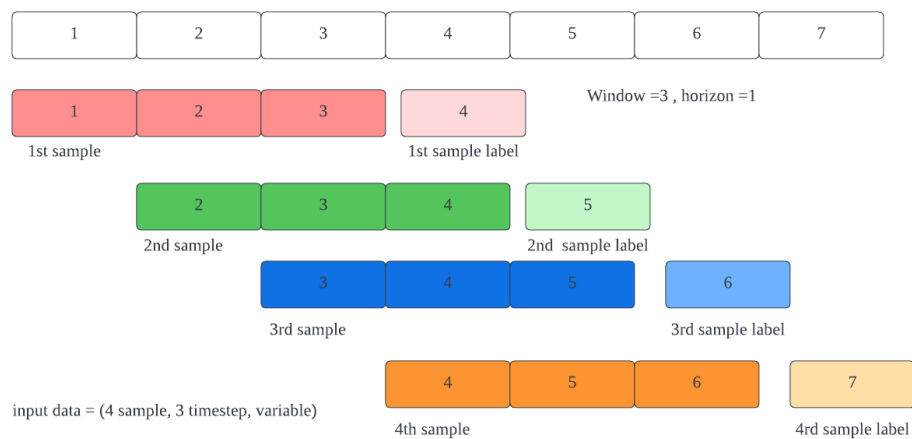 1 2 3 4 5 6 7
Window =3 , horizon =1
1 2 3 4
1st sample 1st sample label
2 3 4 5
2nd sample 2nd  sample label
3 4 5 6
3rd sample 3rd sample label
4 5 6 7
input data = (4 sample, 3 timestep, variable)
4th sample 4rd sample label